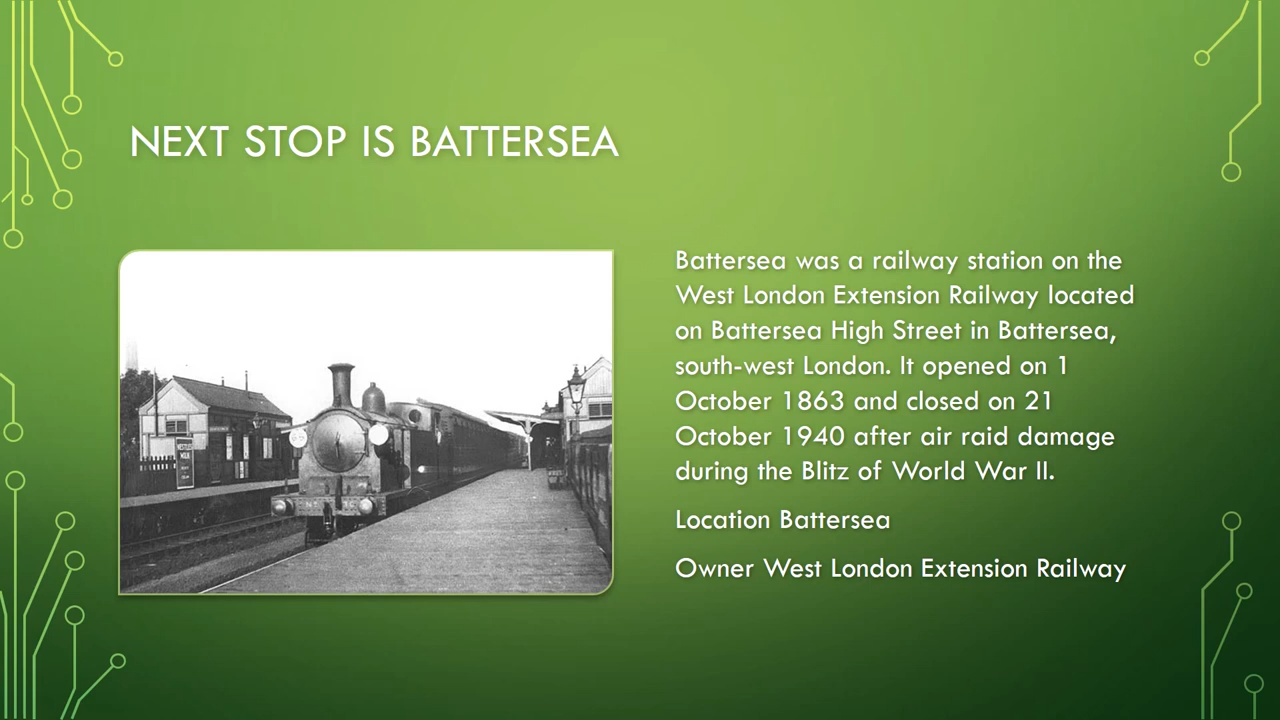 NEXT STOP IS BATTERSEA
Battersea was a railway station on the
West London Extension Railway located
on Battersea High Street in Battersea,
south-west London. It opened on 1
October 1863 and closed on 21
October 1940 after air raid damage
during the Blitz of World War II.
Location Battersea
Owner West London Extension Railway